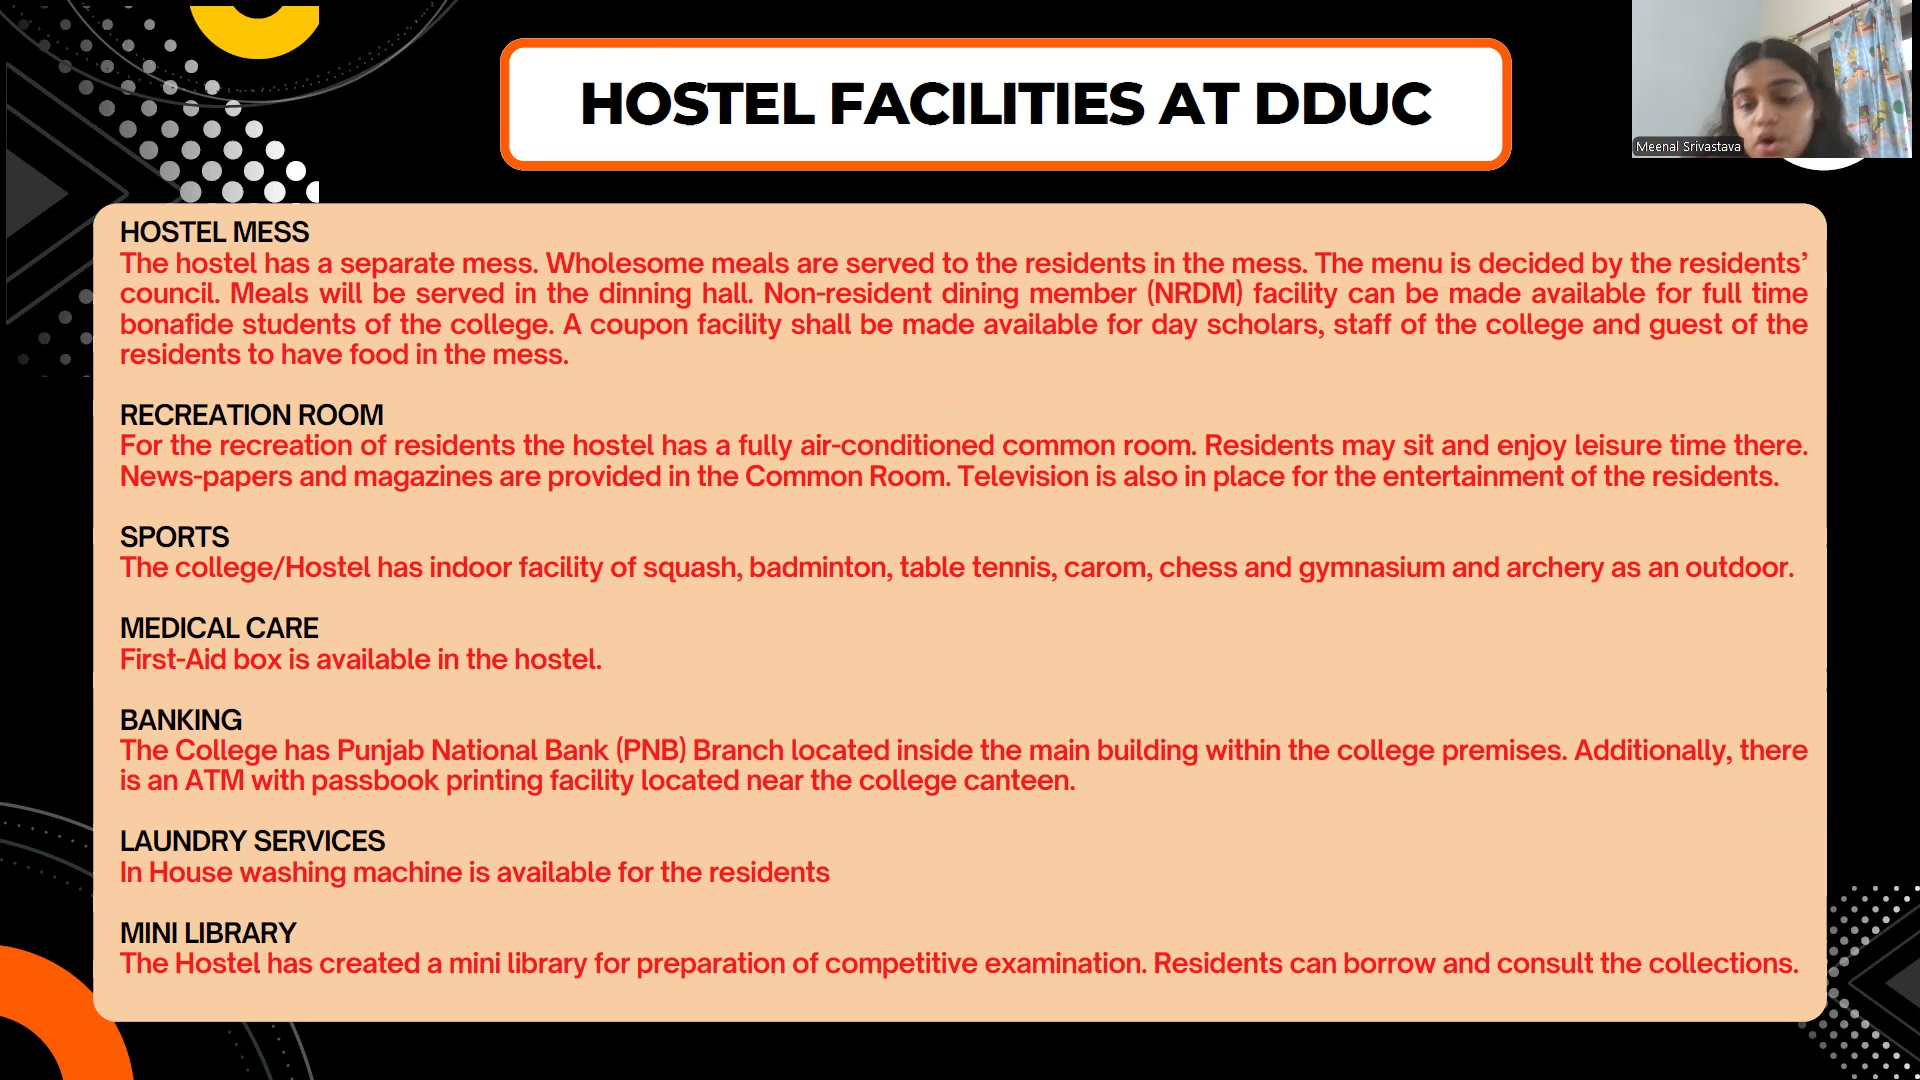 HOSTEL FACILITIES AT DDUC
Meenal Srivastava
HOSTEL MESS
The hostel has a separate mess. Wholesome meals are served to the residents in the mess. The menu is decided by the residents’
council. Meals will be served in the dinning hall. Non-resident dining member (NRDM) facility can be made available for full time
bonafide students of the college. A coupon facility shall be made available for day scholars, staff of the college and guest of the
residents to have food in the mess.
RECREATION ROOM
For the recreation of residents the hostel has a fully air-conditioned common room. Residents may sit and enjoy leisure time there.
News-papers and magazines are provided in the Common Room. Television is also in place for the entertainment of the residents.
SPORTS
The college/Hostel has indoor facility of squash, badminton, table tennis, carom, chess and gymnasium and archery as an outdoor.
MEDICAL CARE
First-Aid box is available in the hostel.
BANKING
The College has Punjab National Bank (PNB) Branch located inside the main building within the college premises. Additionally, there
is an ATM with passbook printing facility located near the college canteen.
LAUNDRY SERVICES
In House washing machine is available for the residents
MINI LIBRARY
The Hostel has created a mini library for preparation of competitive examination. Residents can borrow and consult the collections.